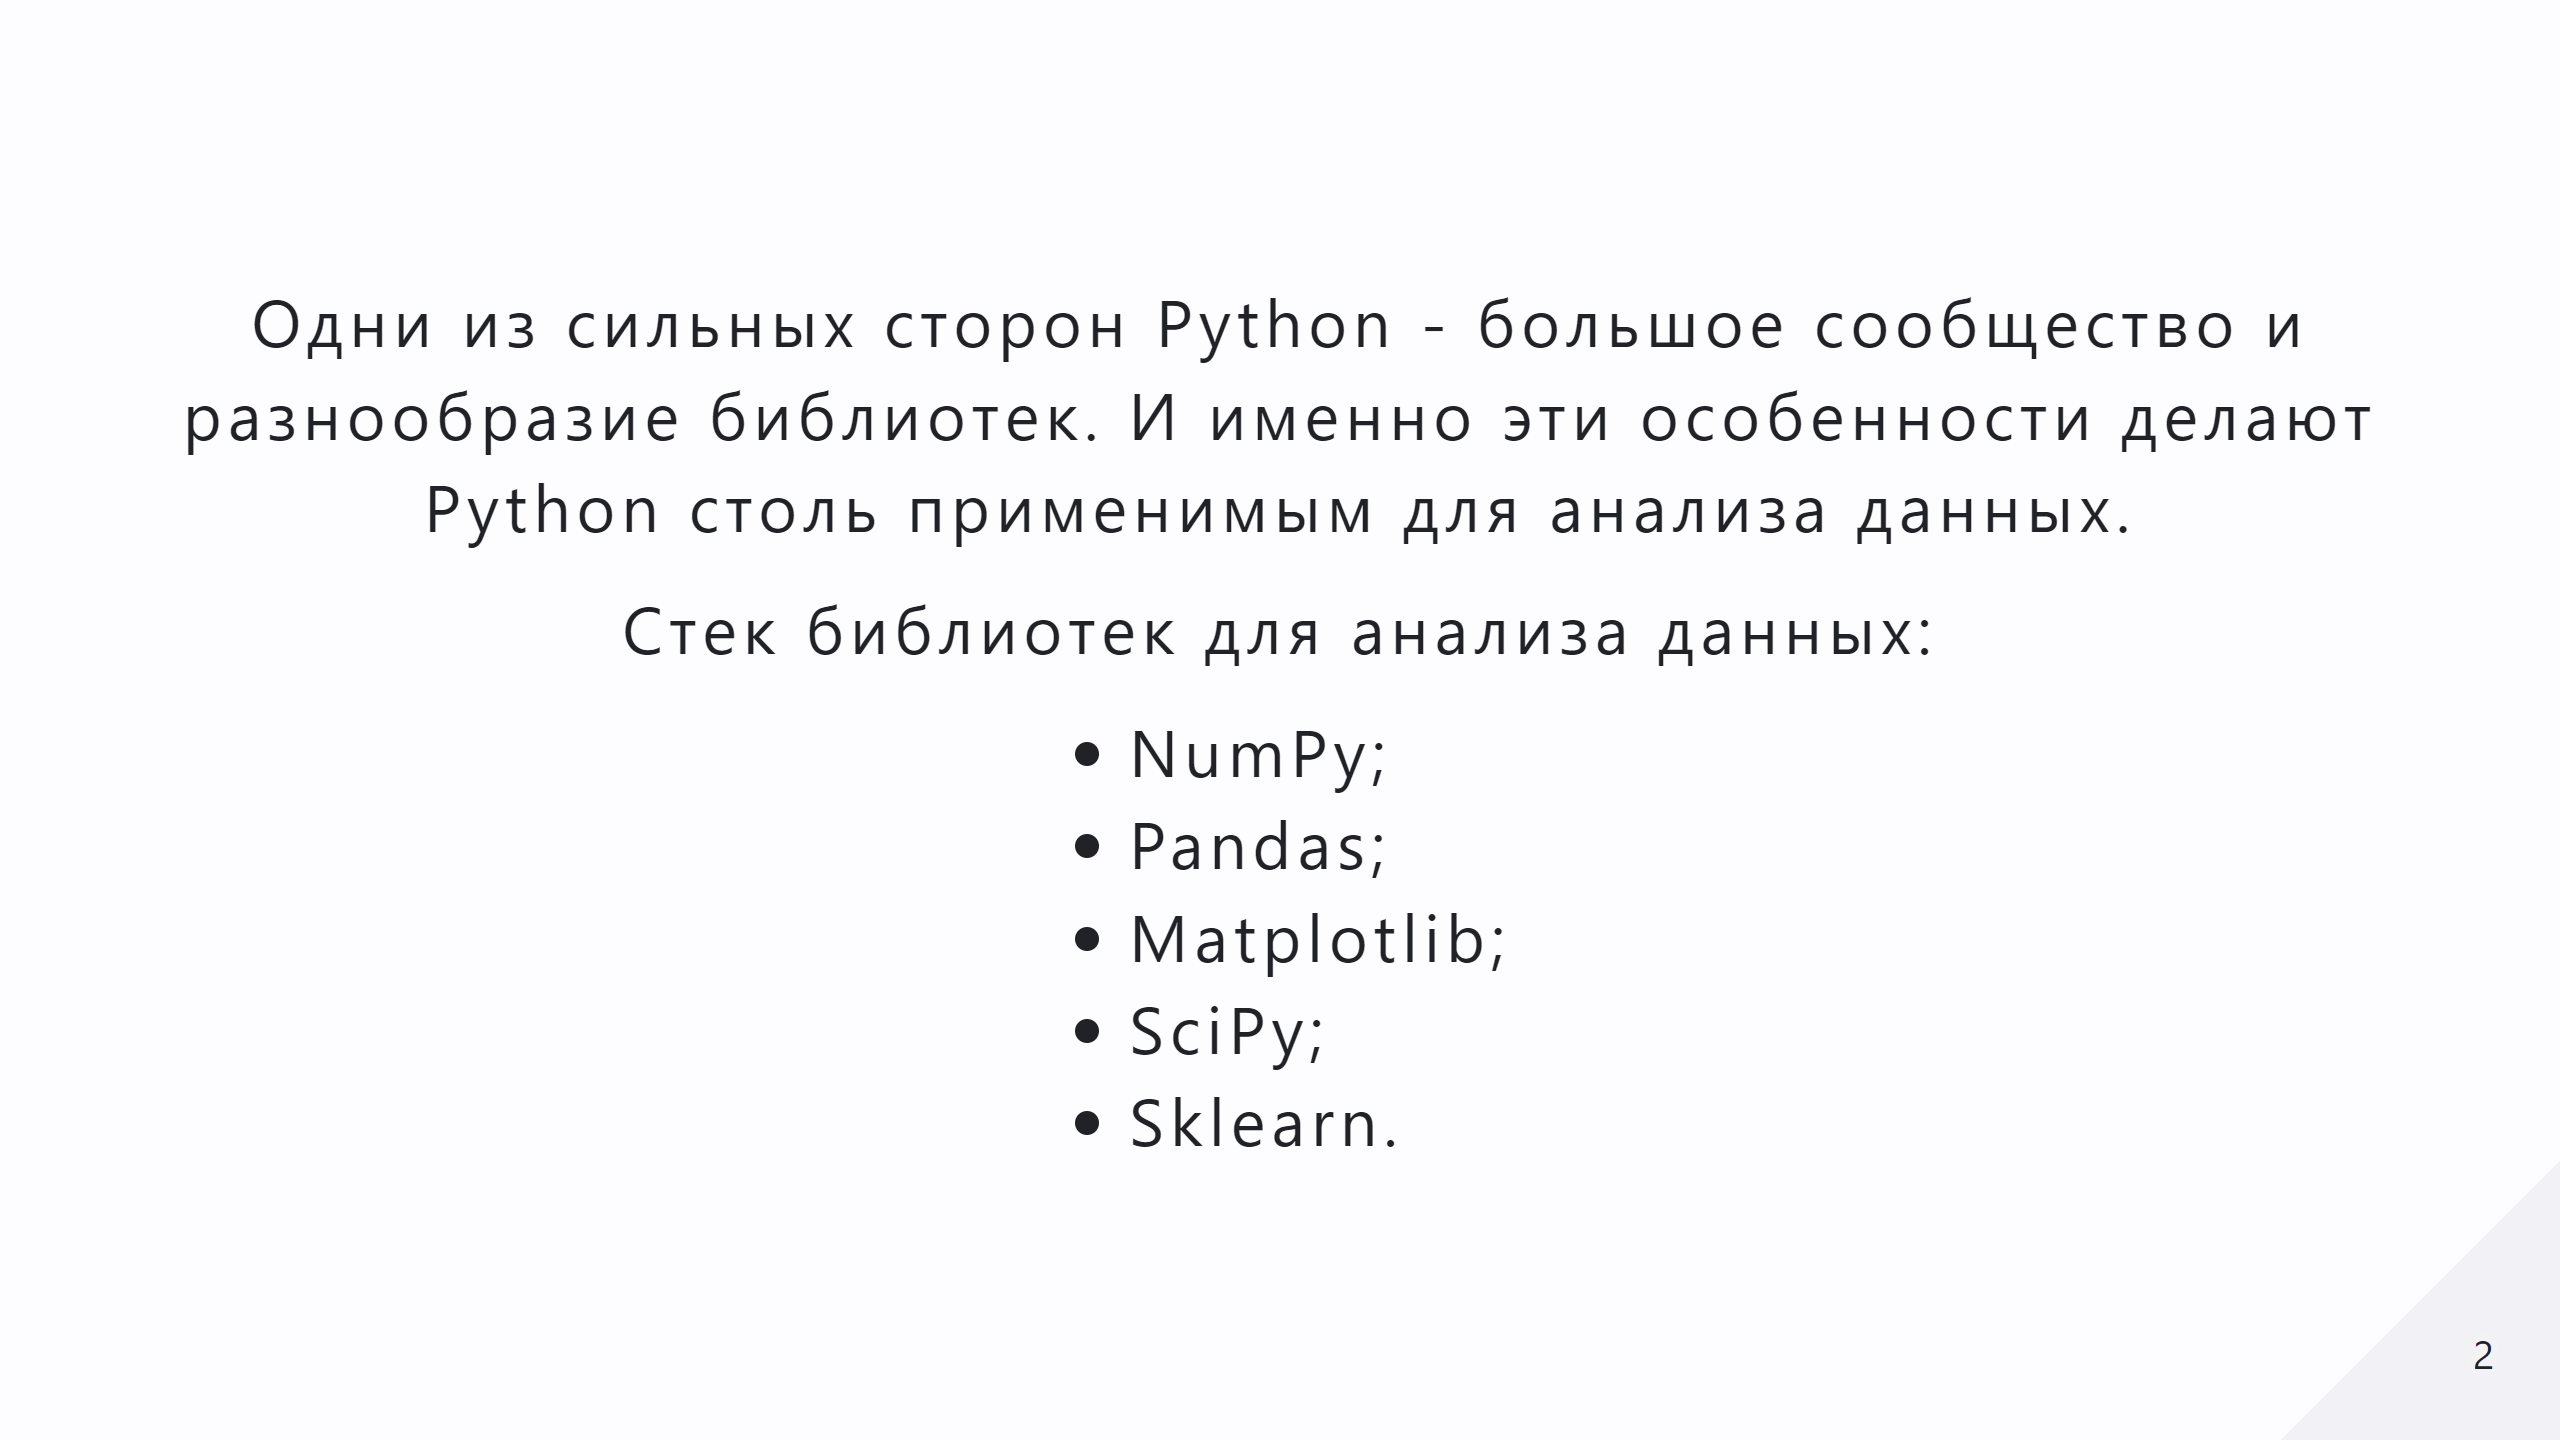 Одни из сильных сторон Python - большое сообщество и
разнообразие библиотек. И именно эти особенности делают
Python столь применимым для анализа данных.
Стек библиотек для анализа данных:
• NumPy;
• Pandas;
• Matplotlib;
• SciPy;
• Sklearn.
2